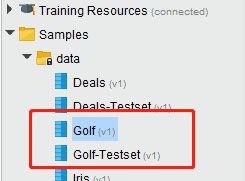 Training Resources (connected)
Samples
data
Deals (v1)
Deals-Testset (v1)
Golf (v1)
Golf-Testset (v1)
Iris (v1)